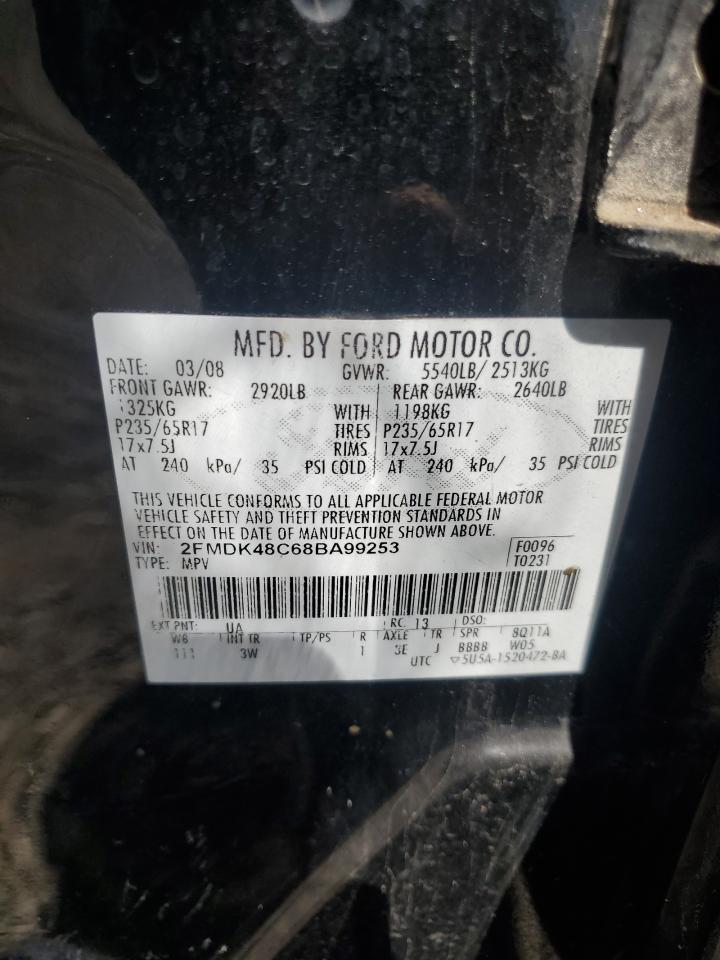 MFD. BY FORD MOTOR CO.
DATE: 03/08 GVWR: 5540LB/ 2513KG
FRONT GAWR: 2920LB REAR GAWR: 2640LB
1325KG WITH 1198KG WITH
P235/65R17 TIRES P235/65R17 TIRES
17x7.5J RIMS 17x7.5J RIMS
AT 240 kPa/ 35 PSI COLD AT 240 kPa/ 35 PSI COLD
THIS VEHICLE CONFORMS TO ALL APPLICABLE FEDERAL MOTOR
VEHICLE SAFETY AND THEFT PREVENTION STANDARDS IN
EFFECT ON THE DATE OF MANUFACTURE SHOWN ABOVE.
VIN: 2FMDK48C68BA99253 F0096
TYPE: MPV T0231
EXT PNT: UA RC: 13 DSO:
WB INT TR TP/PS R AXLE TR SPR 8Q11A
111 3W 1 3E J BBBB W05
UTC ▽5U5A-1520472-BA